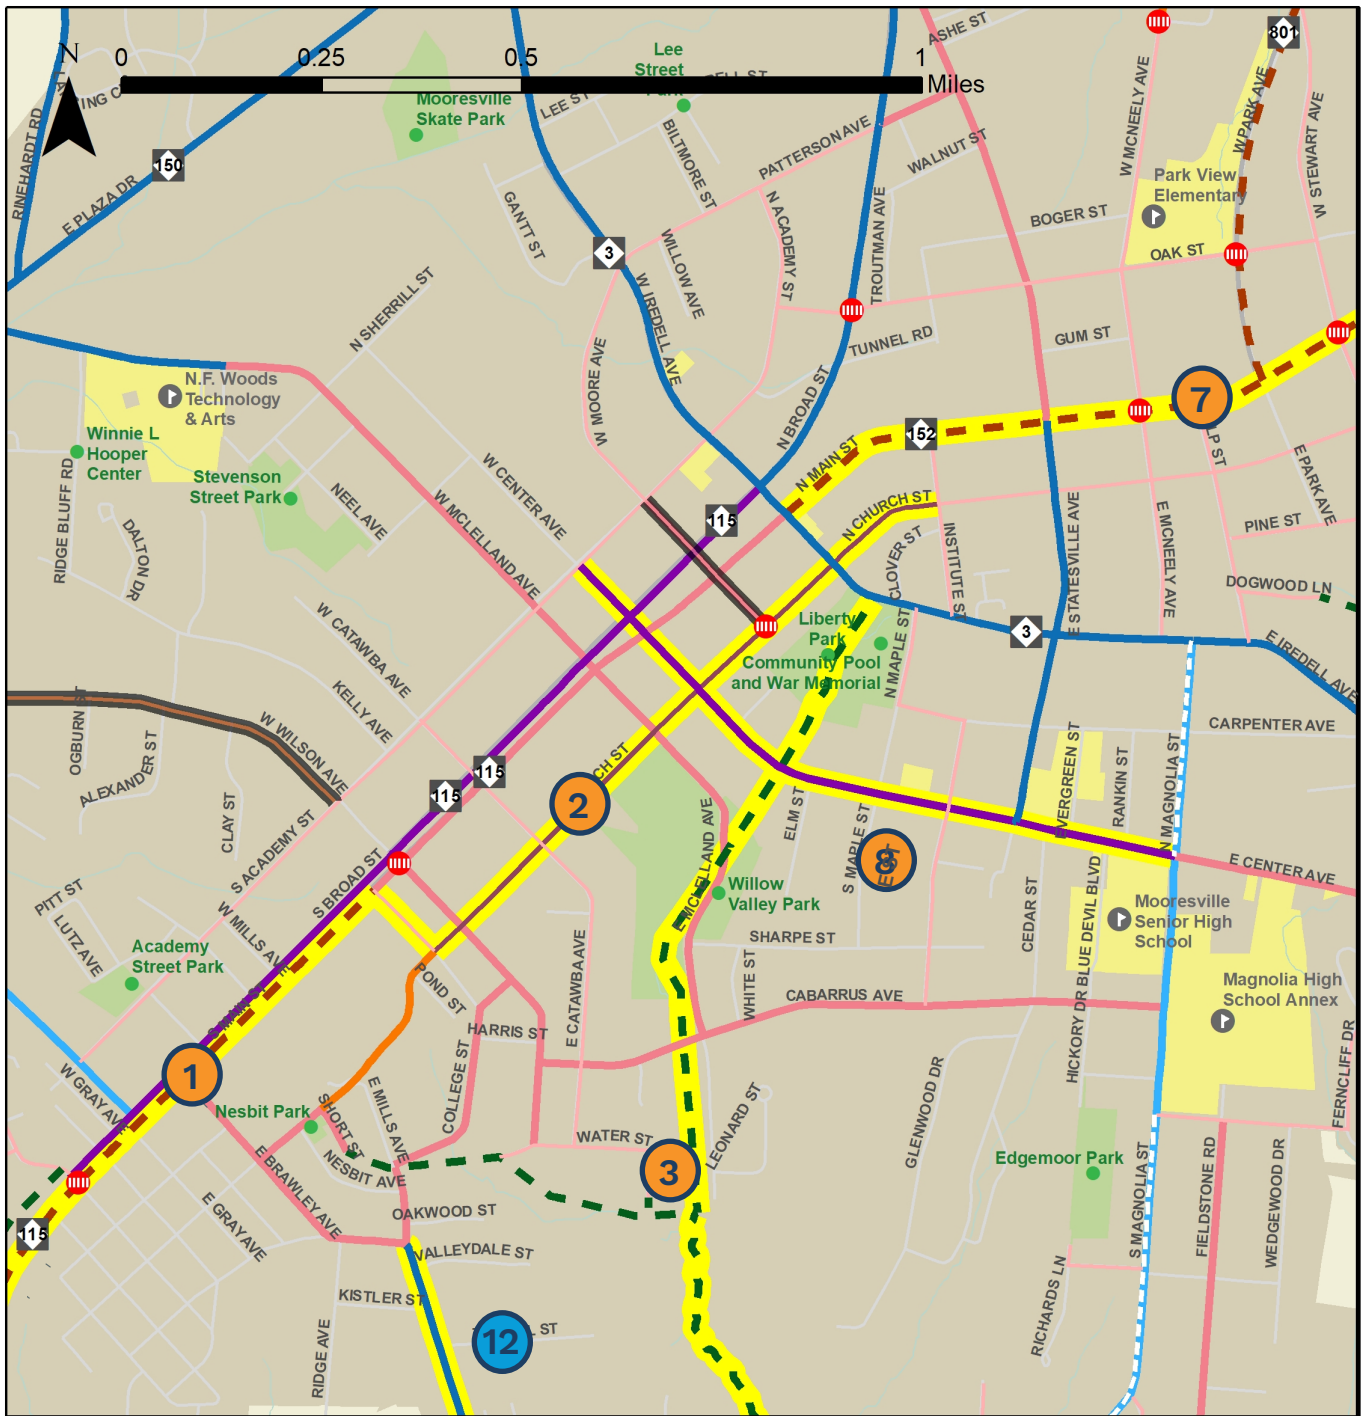 N
0
0.25
0.5
1
Miles
Lee
Street
Park
ASHE ST
801
RINEHARDT RD
LEE ST
Mooresville
Skate Park
BILTMORE ST
PATTERSON AVE
WALNUT ST
W MCNEELY AVE
W PARK AVE
W STEWART AVE
150
E PLAZA DR
GANTT ST
N ACADEMY ST
TROUTMAN AVE
Park View
Elementary
BOGER ST
OAK ST
3
WILLOW AVE
W IREDELL AVE
N SHERRILL ST
W MOORE AVE
TUNNEL RD
GUM ST
N BROAD ST
N.F. Woods
Technology
& Arts
7
Winnie L
Hooper
Center
152
N MAIN ST
E PARK AVE
Stevenson
Street Park
NEEL AVE
W CENTER AVE
W MCLELLAND AVE
RIDGE BLUFF RD
DALTON DR
115
N CHURCH ST
CLOVER ST
INSTITUTE ST
E STATESVILLE AVE
E MCNEELY AVE
PINE ST
DOGWOOD LN
W CATAWBA AVE
Liberty
Park
Community Pool
and War Memorial
N MAPLE ST
3
E IREDELL AVE
KELLY AVE
W WILSON AVE
OGBURN ST
ALEXANDER ST
CARPENTER AVE
EVERGREEN ST
RANKIN ST
N MAGNOLIA ST
115
115
CH ST
2
CLAY ST
S ACADEMY ST
ELM ST
S MAPLE ST
8
E CENTER AVE
S BROAD ST
E MCLELLAND AVE
Willow
Valley Park
PITT ST
LUTZ AVE
W MILLS AVE
CEDAR ST
HICKORY DR BLUE DEVIL BLVD
Mooresville
Senior High
School
Academy
Street Park
SHARPE ST
WHITE ST
S MAIN ST
POND ST
E CATAWBA AVE
CABARRUS AVE
Magnolia High
School Annex
HARRIS ST
1
W GRAY AVE
Nesbit Park
SHORT ST
E MILLS AVE
COLLEGE ST
LEONARD ST
GLENWOOD DR
FERNCLIFF DR
WATER ST
3
E BRAWLEY AVE
NESBIT AVE
Edgemoor Park
E GRAY AVE
OAKWOOD ST
S MAGNOLIA ST
FIELDSTONE RD
WEDGEWOOD DR
115
VALLEYDALE ST
KISTLER ST
RICHARDS LN
12
RIDGE AVE